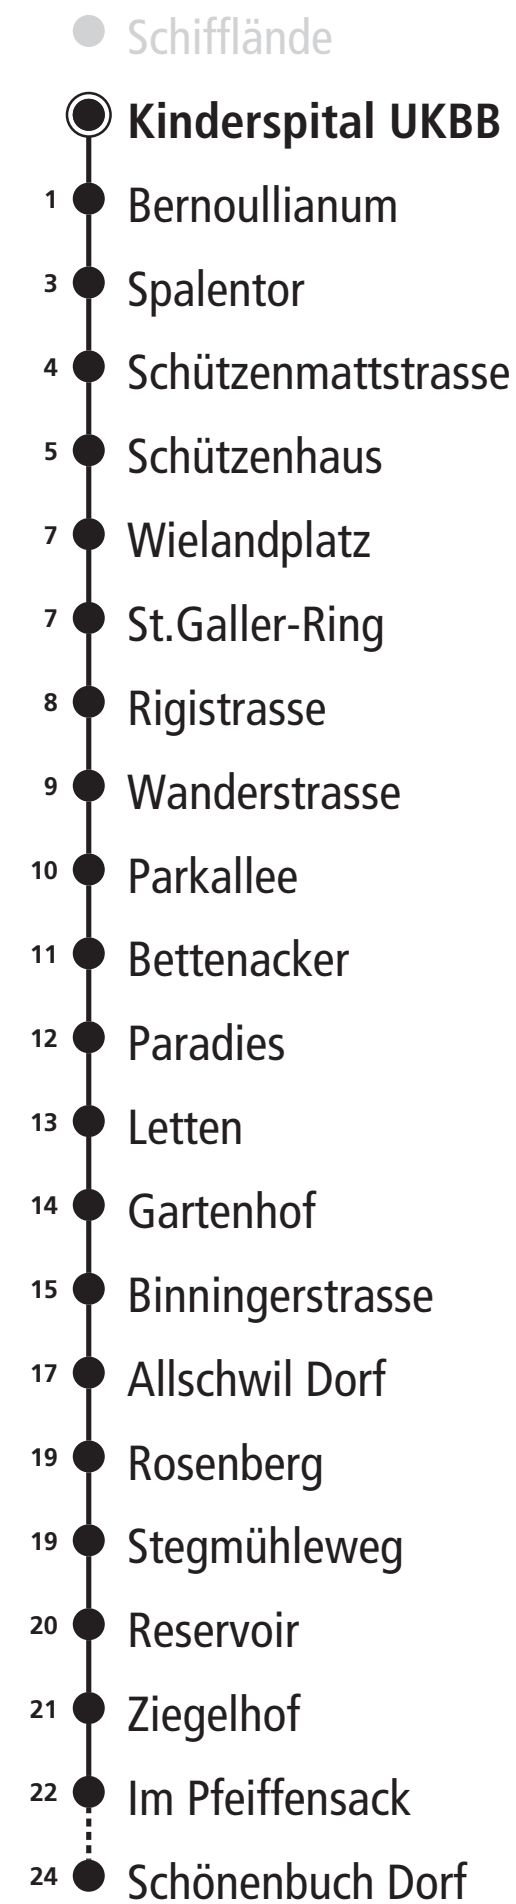 Schifflände
Kinderspital UKBB
1 Bernoullianum
3 Spalentor
4 Schützenmattstrasse
5 Schützenhaus
7 Wielandplatz
7 St.Galler-Ring
8 Rigistrasse
9 Wanderstrasse
10 Parkallee
11 Bettenacker
12 Paradies
13 Letten
14 Gartenhof
15 Binningerstrasse
17 Allschwil Dorf
19 Rosenberg
19 Stegmühleweg
20 Reservoir
21 Ziegelhof
22 Im Pfeiffensack
24 Schönenbuch Dorf